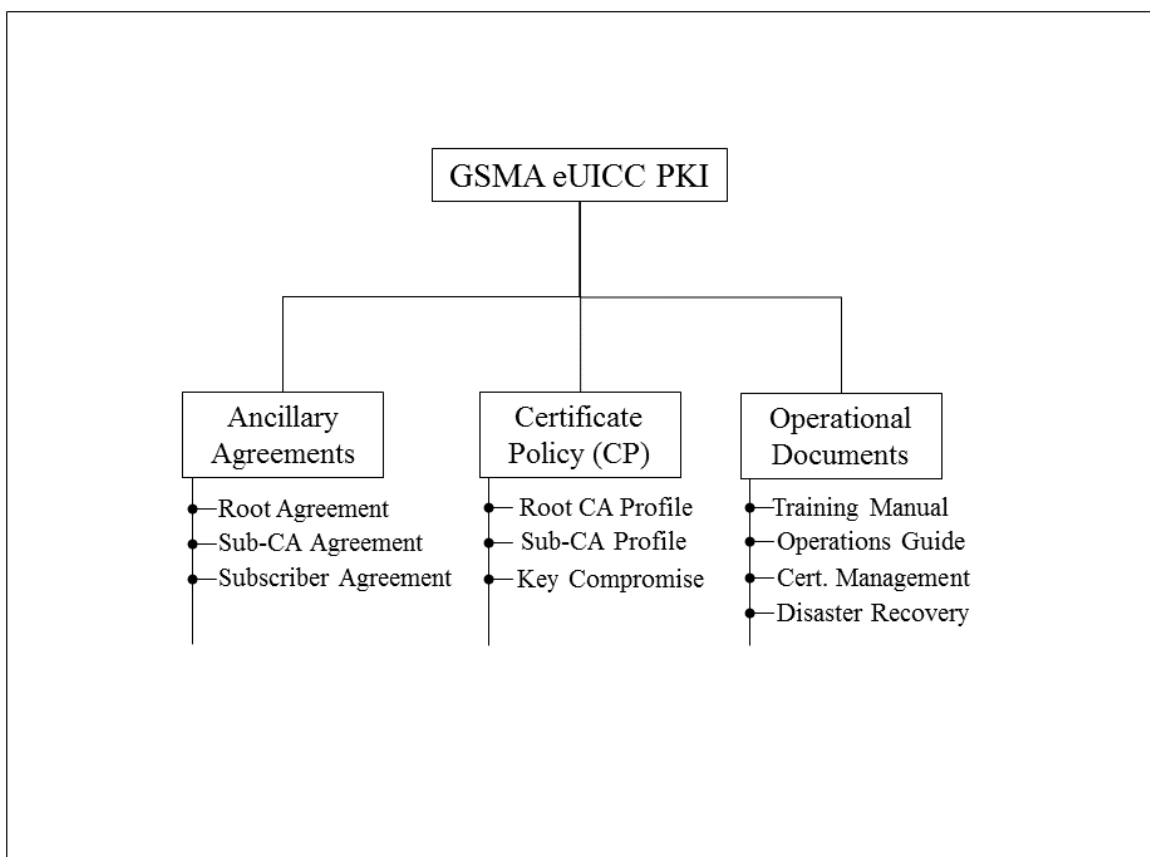 GSMA eUICC PKI
Ancillary
Agreements
Root Agreement
Sub-CA Agreement
Subscriber Agreement
Certificate
Policy (CP)
Root CA Profile
Sub-CA Profile
Key Compromise
Operational
Documents
Training Manual
Operations Guide
Cert. Management
Disaster Recovery